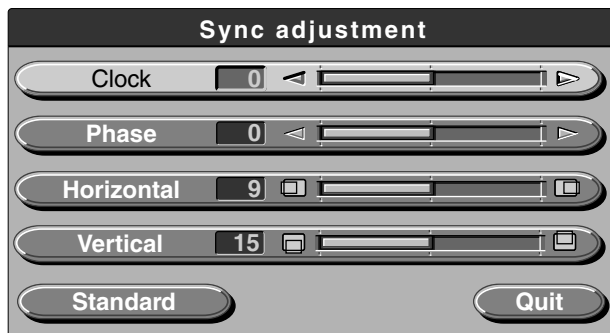 Sync adjustment
Clock 0
Phase 0
Horizontal 9
Vertical 15
Standard Quit